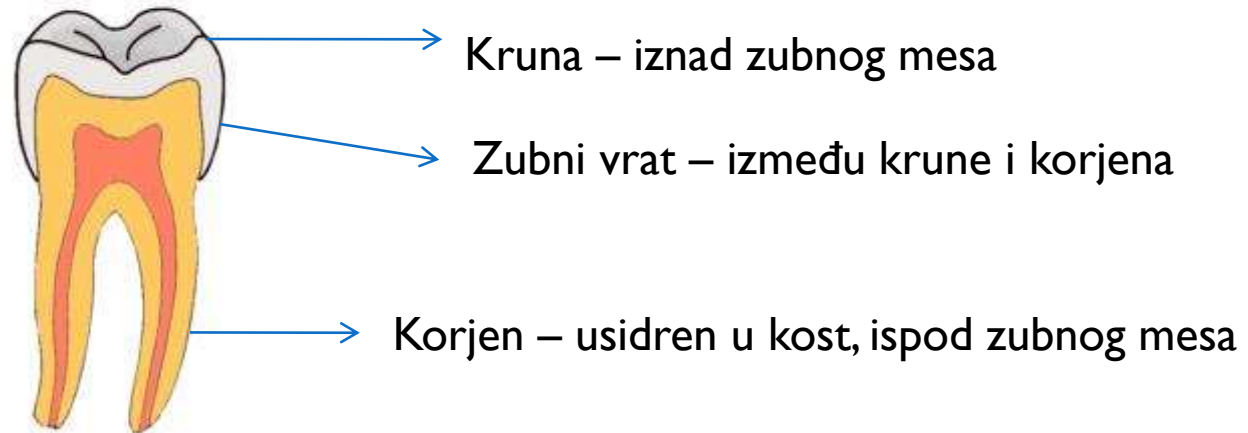 Kruna – iznad zubnog mesa
Zubni vrat – između krune i korjena
Korjen – usidren u kost, ispod zubnog mesa